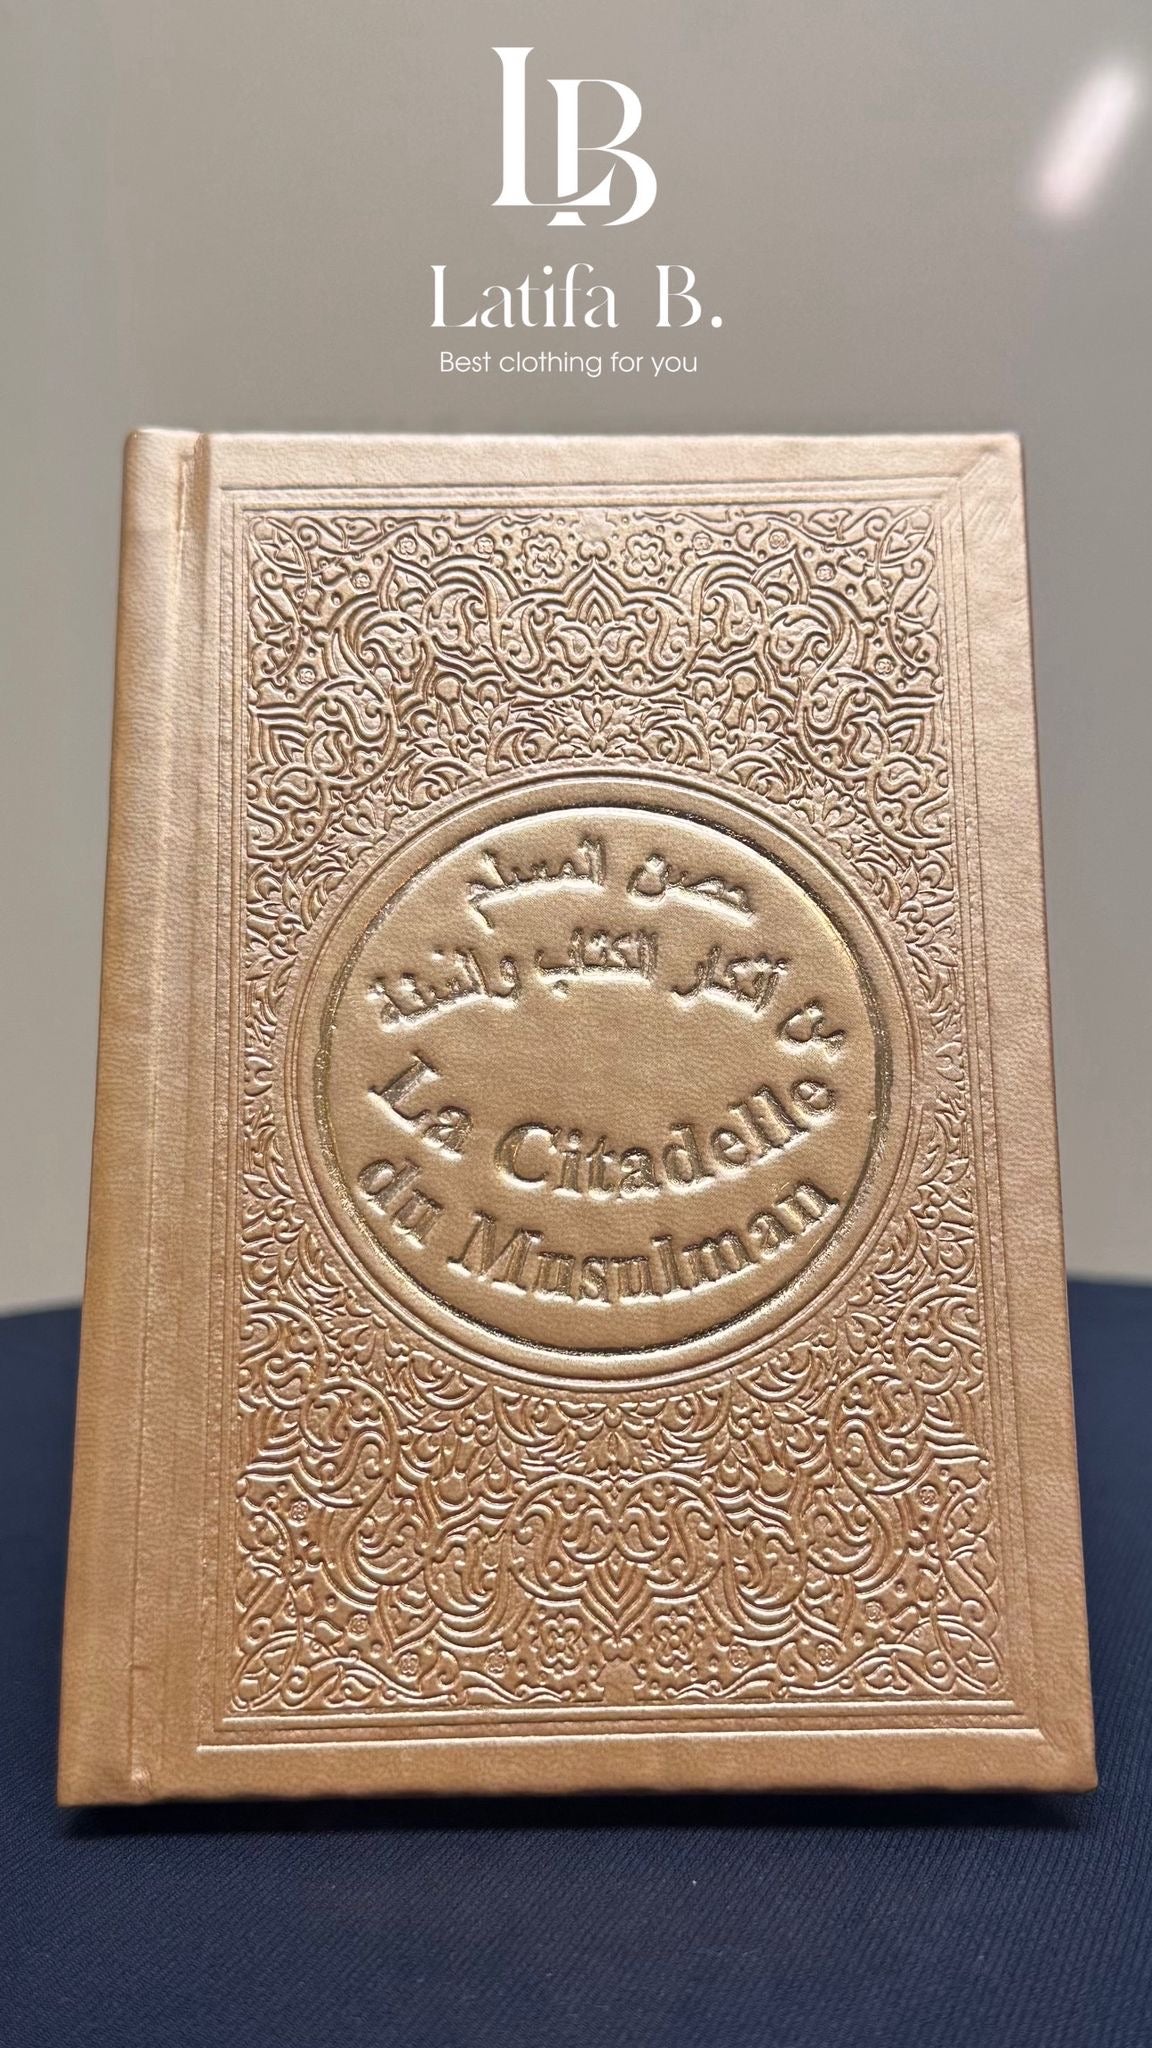 LB
Latifa B.
Best clothing for you
حصن المسلم
من أذكار الكتاب والسنة
La Citadelle
du Musulman